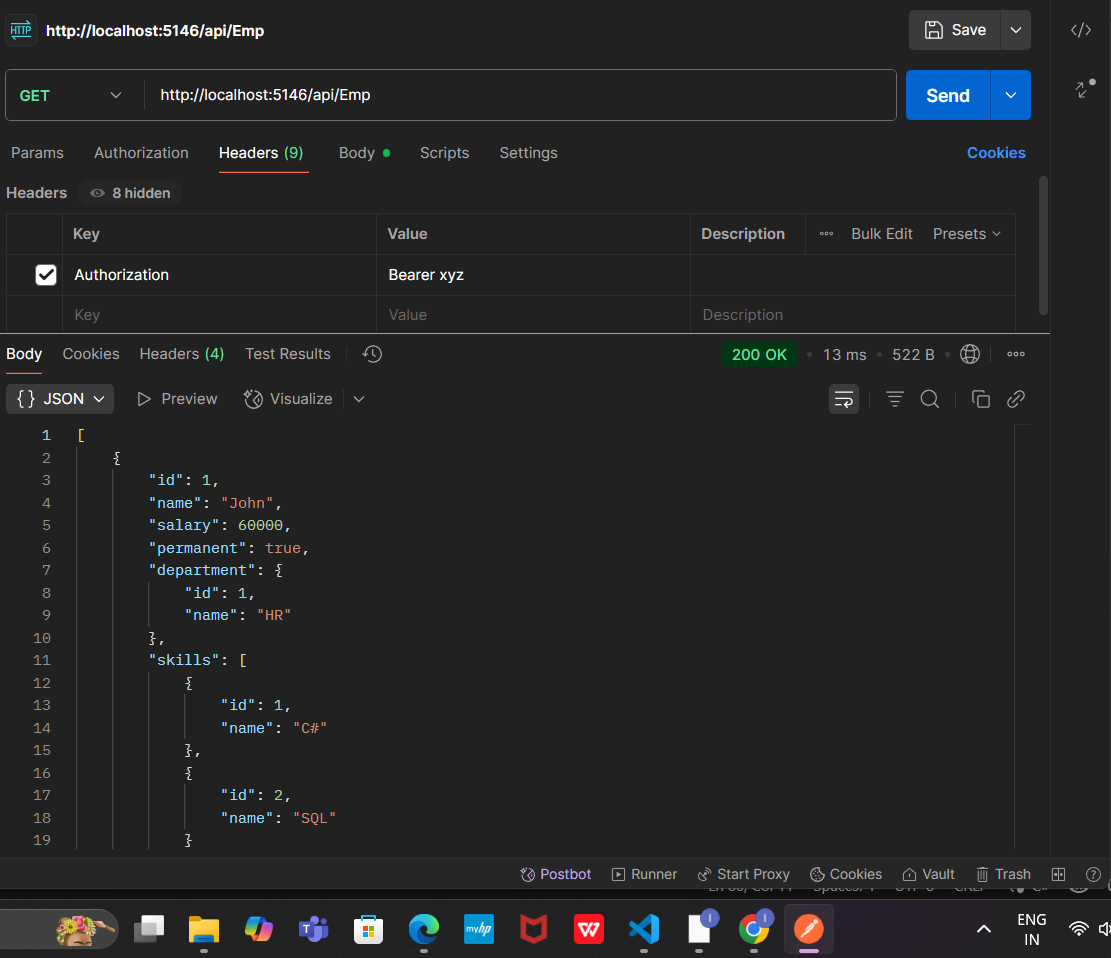 HTTP http://localhost:5146/api/Emp Save
GET http://localhost:5146/api/Emp Send
Params Authorization Headers (9) Body Scripts Settings Cookies
Headers 8 hidden
Key Value Description Bulk Edit Presets
Authorization Bearer xyz
Key Value Description
Body Cookies Headers (4) Test Results 200 OK • 13 ms • 522 B •
{} JSON Preview Visualize
1 [
2 {
3 "id": 1,
4 "name": "John",
5 "salary": 60000,
6 "permanent": true,
7 "department": {
8 "id": 1,
9 "name": "HR"
10 },
11 "skills": [
12 {
13 "id": 1,
14 "name": "C#"
15 },
16 {
17 "id": 2,
18 "name": "SQL"
19 }
Postbot Runner Start Proxy Cookies Vault Trash
ENG
IN
T
myhp
W